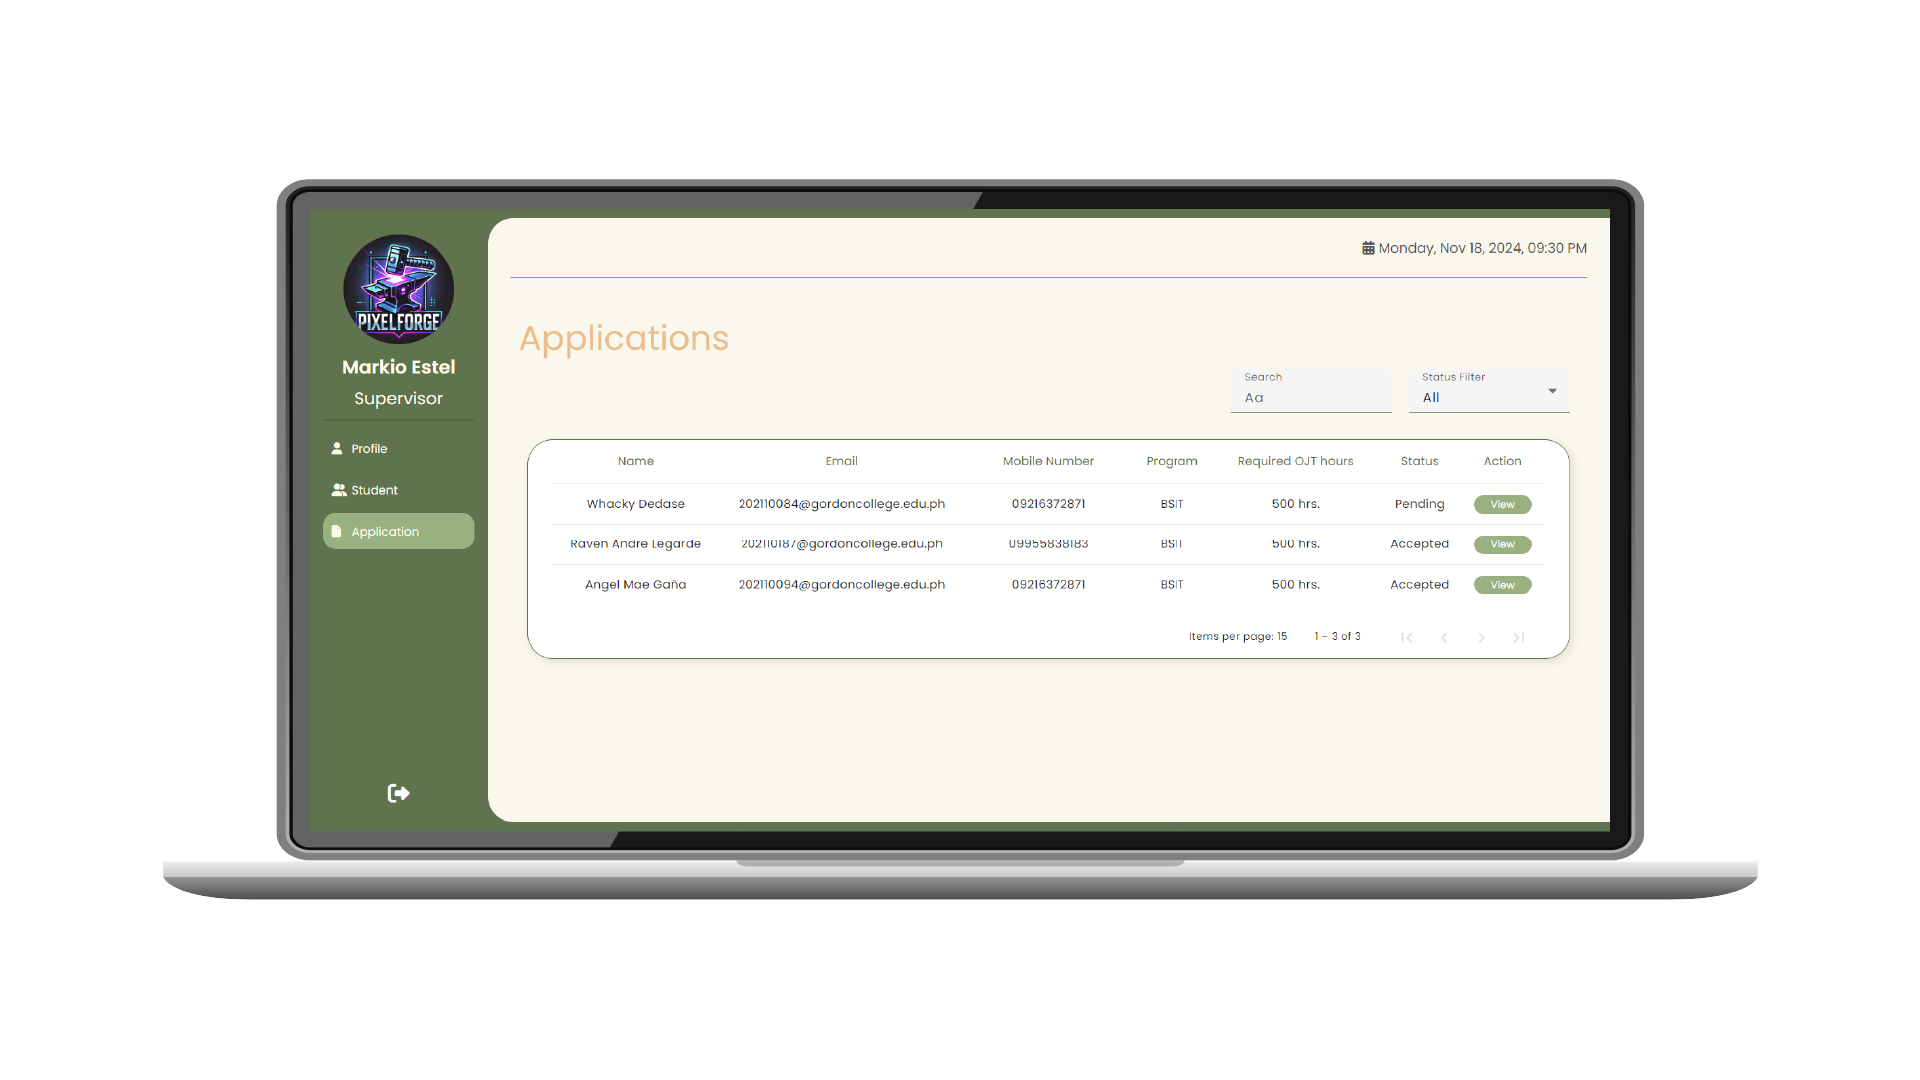 PIXELFORGE
Markio Estel
Supervisor
Profile
Student
Application
Monday, Nov 18, 2024, 09:30 PM
Applications
Search
Aa
Status Filter
All
Name Email Mobile Number Program Required OJT hours Status Action
Whacky Dedase 202110084@gordoncollege.edu.ph 09216372871 BSIT 500 hrs. Pending View
Raven Andre Legarde 202110187@gordoncollege.edu.ph 09955838183 BSIT 500 hrs. Accepted View
Angel Mae Gaña 202110094@gordoncollege.edu.ph 09216372871 BSIT 500 hrs. Accepted View
Items per page: 15 1 – 3 of 3